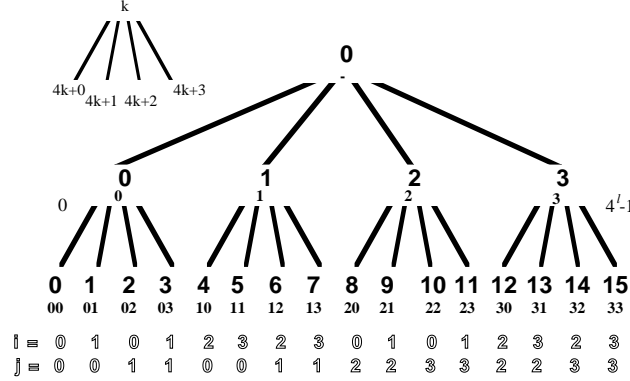 k
4k+0 4k+1 4k+2 4k+3
0
-
0 1 2 3
0 1 2 3
0 4^l-1
0 1 2 3 4 5 6 7 8 9 10 11 12 13 14 15
00 01 02 03 10 11 12 13 20 21 22 23 30 31 32 33
i = 0 1 0 1 2 3 2 3 0 1 0 1 2 3 2 3
j = 0 0 1 1 0 0 1 1 2 2 3 3 2 2 3 3